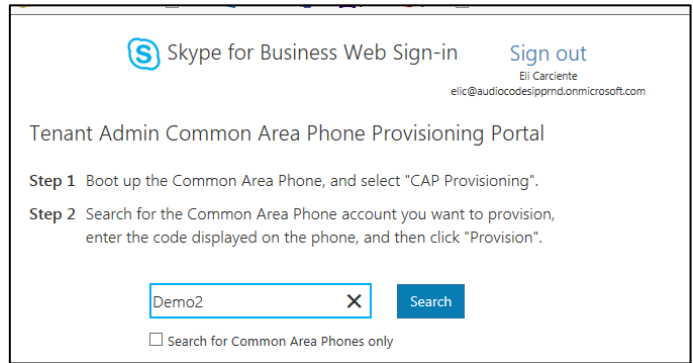 Skype for Business Web Sign-in
Sign out
Eli Carciente
elic@audiocodesipprnd.onmicrosoft.com
Tenant Admin Common Area Phone Provisioning Portal
Step 1 Boot up the Common Area Phone, and select "CAP Provisioning".
Step 2 Search for the Common Area Phone account you want to provision,
enter the code displayed on the phone, and then click "Provision".
Demo2
Search
Search for Common Area Phones only